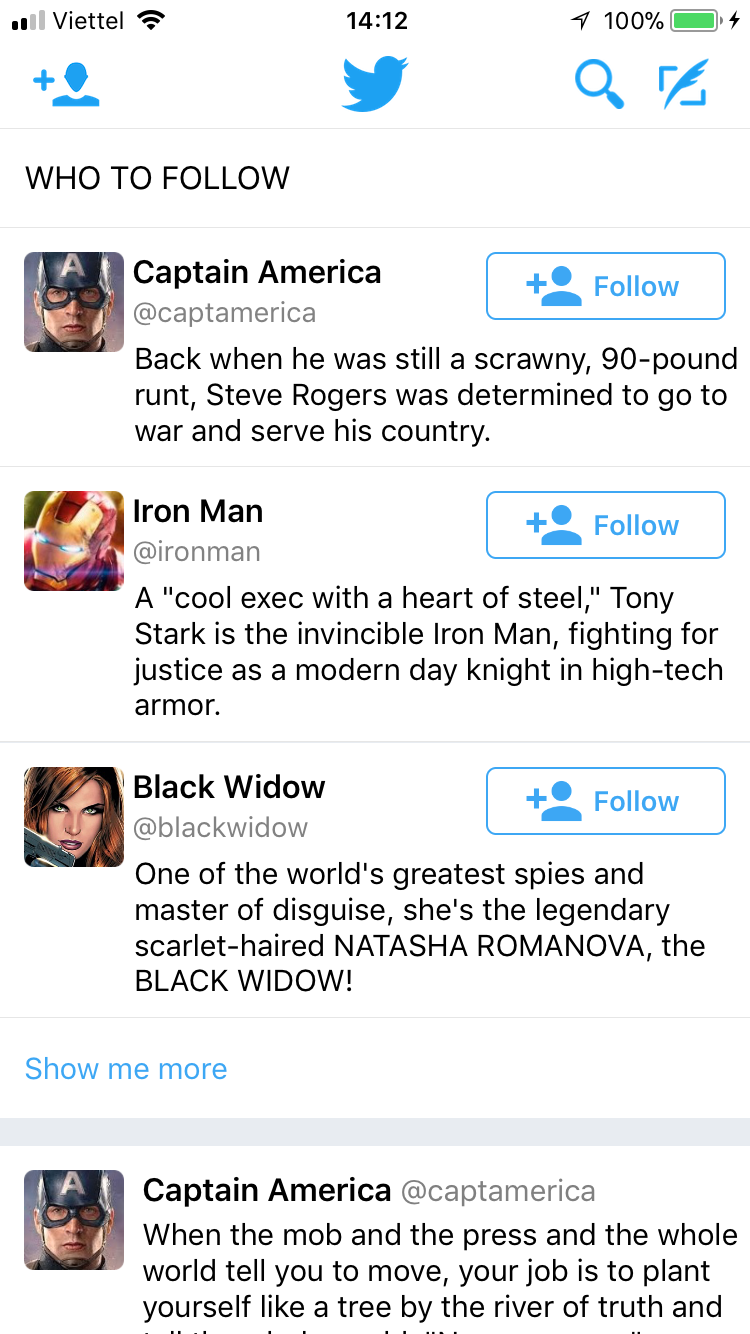 Viettel 14:12 100%
WHO TO FOLLOW
Captain America
@captamerica
Follow
Back when he was still a scrawny, 90-pound
runt, Steve Rogers was determined to go to
war and serve his country.
Iron Man
@ironman
Follow
A "cool exec with a heart of steel," Tony
Stark is the invincible Iron Man, fighting for
justice as a modern day knight in high-tech
armor.
Black Widow
@blackwidow
Follow
One of the world's greatest spies and
master of disguise, she's the legendary
scarlet-haired NATASHA ROMANOVA, the
BLACK WIDOW!
Show me more
Captain America @captamerica
When the mob and the press and the whole
world tell you to move, your job is to plant
yourself like a tree by the river of truth and